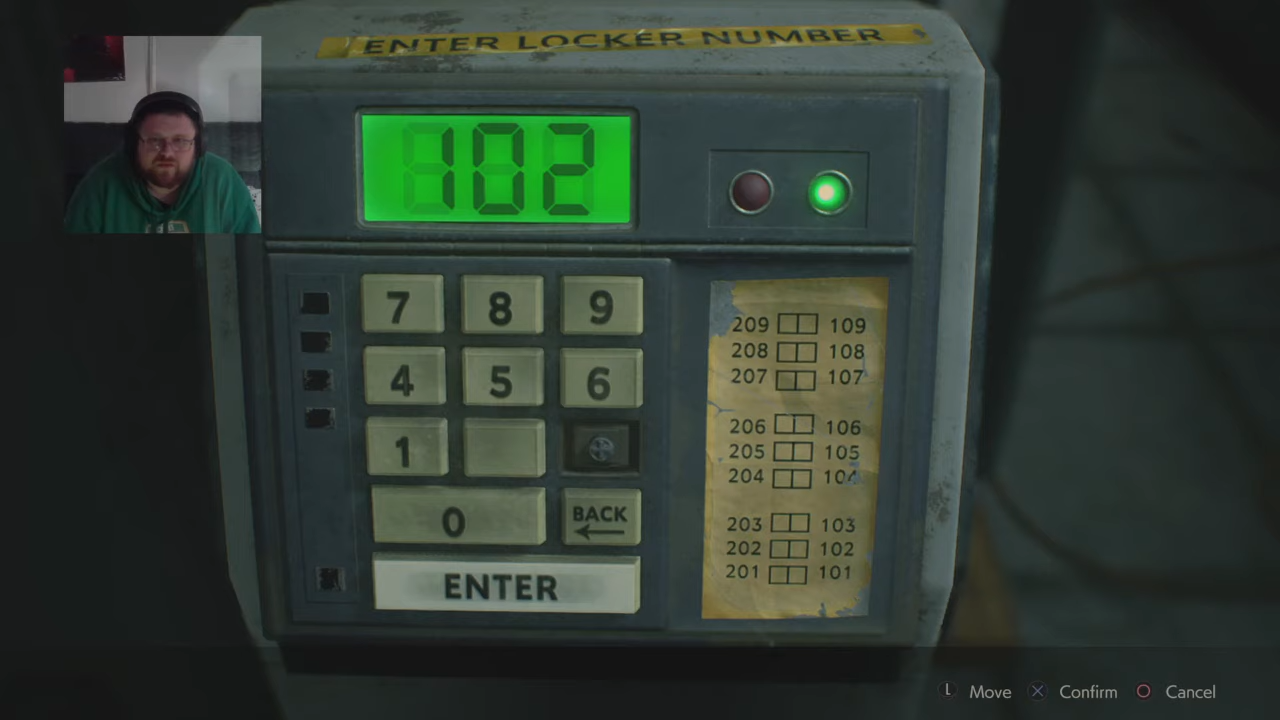 ENTER LOCKER NUMBER
102
7 8 9
4 5 6
1
0 BACK
ENTER
209 109
208 108
207 107
206 106
205 105
204 104
203 103
202 102
201 101
L Move Confirm Cancel